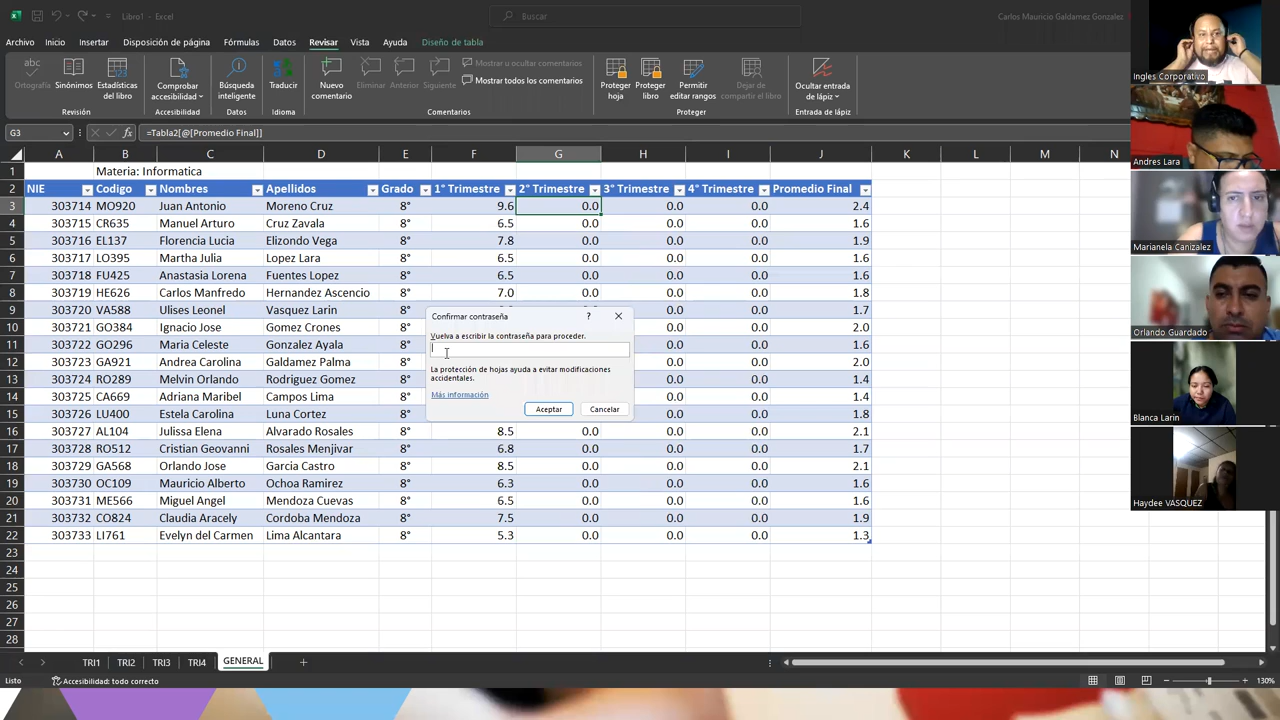 Libro1 - Excel
Buscar
Carlos Mauricio Galdamez Gonzalez
Archivo Inicio Insertar Disposición de página Fórmulas Datos Revisar Vista Ayuda Diseño de tabla
Ortografía Sinónimos Estadísticas del libro
Revisión
Comprobar accesibilidad
Accesibilidad
Búsqueda inteligente
Datos
Traducir
Idioma
Nuevo comentario Eliminar Anterior Siguiente
Mostrar u ocultar comentario
Mostrar todos los comentarios
Comentarios
Proteger hoja Proteger libro Permitir editar rangos Dejar de compartir el libro
Proteger
Ocultar entrada de lápiz
Entrada de lápiz
G3 fx =Tabla2[@[Promedio Final]]
A B C D E F G H I J K L M N
1 Materia: Informatica
2 NIE Codigo Nombres Apellidos Grado 1° Trimestre 2° Trimestre 3° Trimestre 4° Trimestre Promedio Final
3 303714 MO920 Juan Antonio Moreno Cruz 8° 9.6 0.0 0.0 0.0 2.4
4 303715 CR635 Manuel Arturo Cruz Zavala 8° 6.5 0.0 0.0 0.0 1.6
5 303716 EL137 Florencia Lucia Elizondo Vega 8° 7.8 0.0 0.0 0.0 1.9
6 303717 LO395 Martha Julia Lopez Lara 8° 6.5 0.0 0.0 0.0 1.6
7 303718 FU425 Anastasia Lorena Fuentes Lopez 8° 6.5 0.0 0.0 0.0 1.6
8 303719 HE626 Carlos Manfredo Hernandez Ascencio 8° 7.0 0.0 0.0 0.0 1.8
9 303720 VA588 Ulises Leonel Vasquez Larin 8° 0.0 0.0 1.6
10 303721 GO384 Ignacio Jose Gomez Crones 8° 0.0 0.0 2.0
11 303722 GO296 Maria Celeste Gonzalez Ayala 8° 0.0 0.0 1.6
12 303723 GA921 Andrea Carolina Galdamez Palma 8° 0.0 0.0 2.0
13 303724 RO289 Melvin Orlando Rodriguez Gomez 8° 0.0 0.0 1.4
14 303725 CA669 Adriana Maribel Campos Lima 8° 0.0 0.0 1.4
15 303726 LU400 Estela Carolina Luna Cortez 8° 0.0 0.0 1.8
16 303727 AL104 Julissa Elena Alvarado Rosales 8° 8.5 0.0 0.0 0.0 2.1
17 303728 RO512 Cristian Geovanni Rosales Menjivar 8° 6.8 0.0 0.0 0.0 1.7
18 303729 GA568 Orlando Jose Garcia Castro 8° 8.5 0.0 0.0 0.0 2.1
19 303730 OC109 Mauricio Alberto Ochoa Ramirez 8° 6.3 0.0 0.0 0.0 1.6
20 303731 ME566 Miguel Angel Mendoza Cuevas 8° 6.5 0.0 0.0 0.0 1.6
21 303732 CO824 Claudia Aracely Cordoba Mendoza 8° 7.5 0.0 0.0 0.0 1.9
22 303733 LI761 Evelyn del Carmen Lima Alcantara 8° 5.3 0.0 0.0 0.0 1.3
23
24
25
26
27
28
Confirmar contraseña ?
Vuelva a escribir la contraseña para proceder.
La protección de hojas ayuda a evitar modificaciones
accidentales.
Más información
Aceptar Cancelar
TRI1 TRI2 TRI3 TRI4 GENERAL
Listo Accesibilidad: todo correcto 130%
Ingles Corporativo
Andres Lara
Marianela Canizalez
Orlando Guardado
Blanca Larin
Haydee VASQUEZ